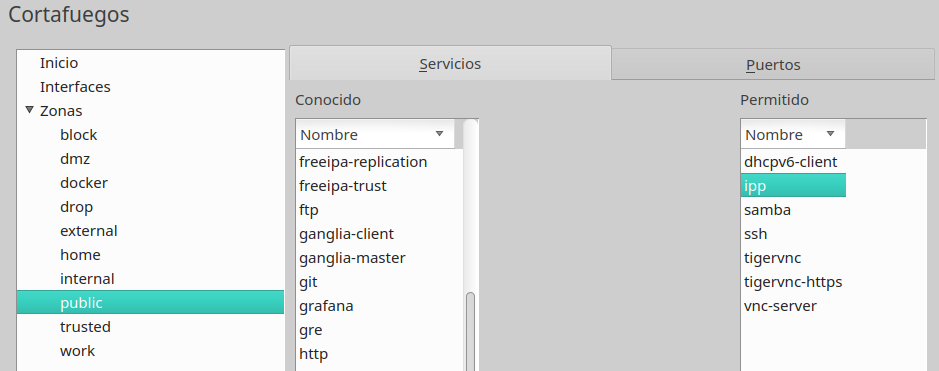 Cortafuegos
Inicio
Interfaces
Zonas
block
dmz
docker
drop
external
home
internal
public
trusted
work
Servicios
Puertos
Conocido
Nombre
freeipa-replication
freeipa-trust
ftp
ganglia-client
ganglia-master
git
grafana
gre
http
Permitido
Nombre
dhcpv6-client
ipp
samba
ssh
tigervnc
tigervnc-https
vnc-server